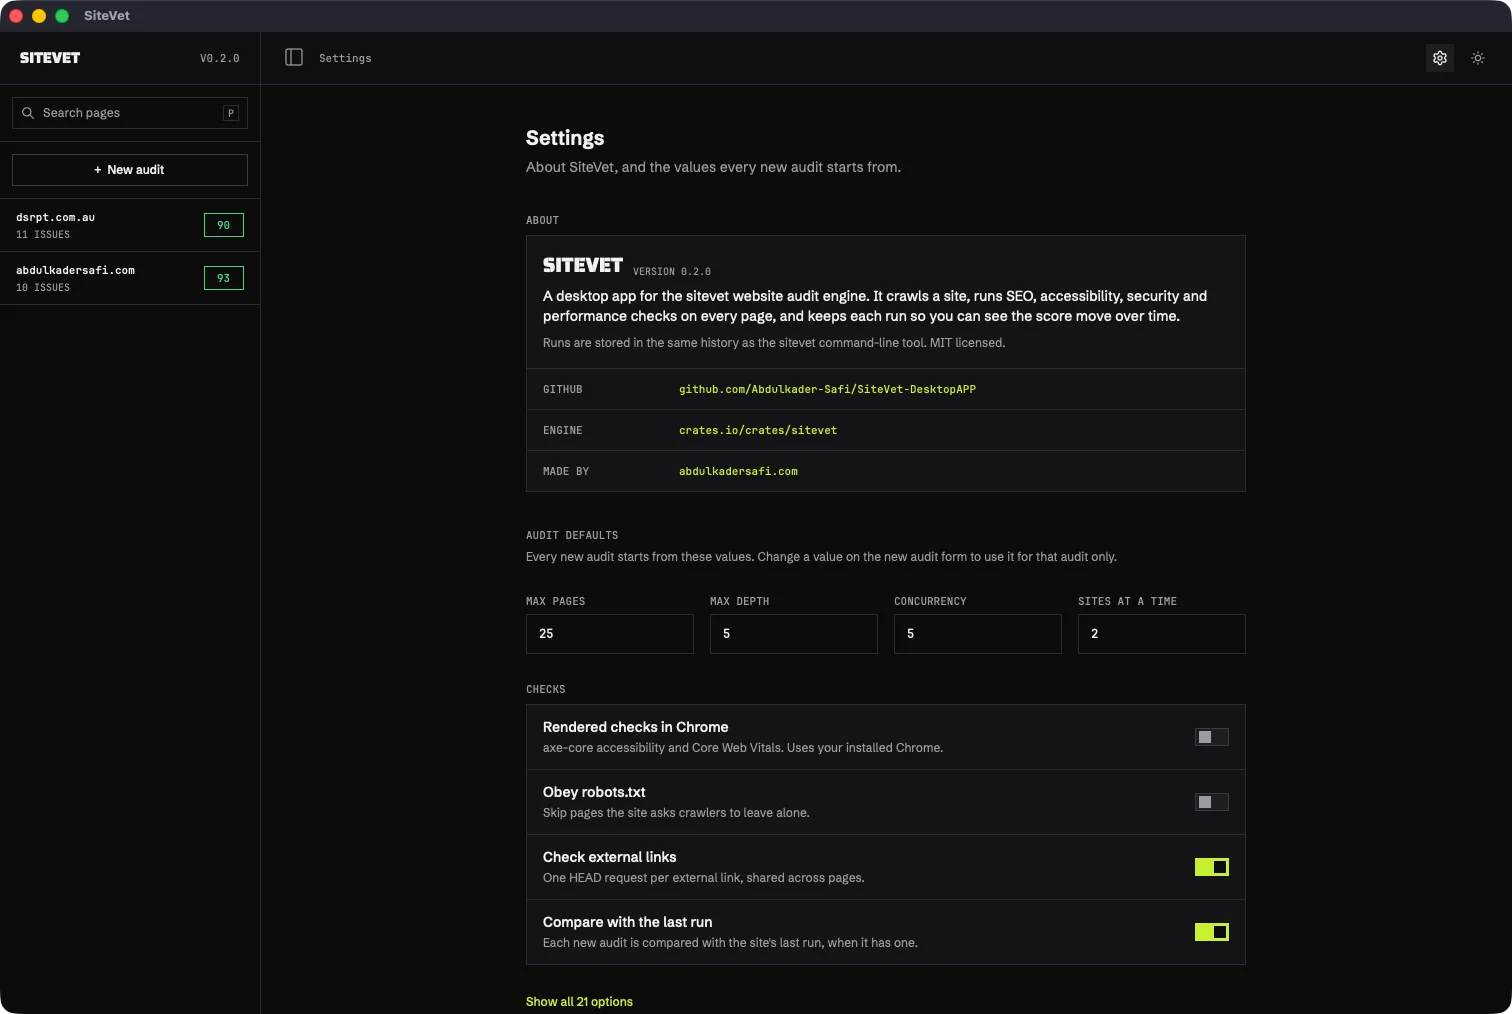 SiteVet
SITEVET
V0.2.0
Settings
Search pages
P
+ New audit
dsrpt.com.au
11 ISSUES
90
abdulkadersafi.com
10 ISSUES
93
Settings
About SiteVet, and the values every new audit starts from.
ABOUT
SITEVET VERSION 0.2.0
A desktop app for the sitevet website audit engine. It crawls a site, runs SEO, accessibility, security and
performance checks on every page, and keeps each run so you can see the score move over time.
Runs are stored in the same history as the sitevet command-line tool. MIT licensed.
GITHUB github.com/Abdulkader-Safi/SiteVet-DesktopAPP
ENGINE crates.io/crates/sitevet
MADE BY abdulkadersafi.com
AUDIT DEFAULTS
Every new audit starts from these values. Change a value on the new audit form to use it for that audit only.
MAX PAGES MAX DEPTH CONCURRENCY SITES AT A TIME
25 5 5 2
CHECKS
Rendered checks in Chrome
axe-core accessibility and Core Web Vitals. Uses your installed Chrome.
Obey robots.txt
Skip pages the site asks crawlers to leave alone.
Check external links
One HEAD request per external link, shared across pages.
Compare with the last run
Each new audit is compared with the site's last run, when it has one.
Show all 21 options